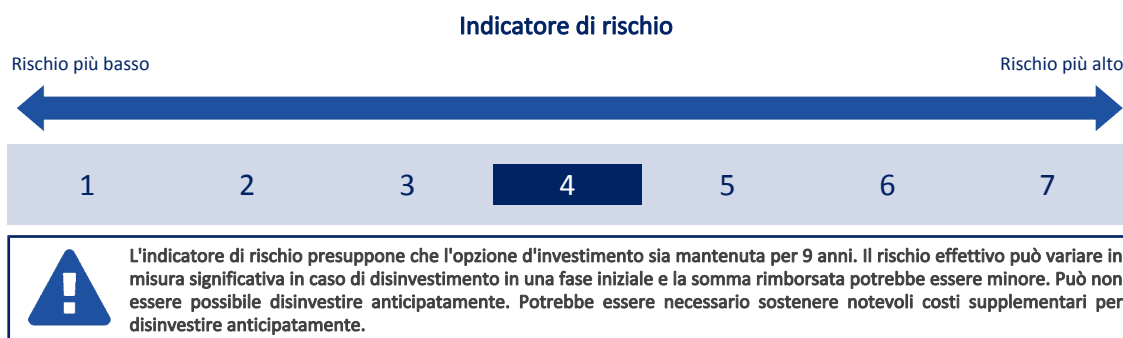 Indicatore di rischio
Rischio più basso
Rischio più alto
1 2 3 4 5 6 7
L'indicatore di rischio presuppone che l'opzione d'investimento sia mantenuta per 9 anni. Il rischio effettivo può variare in
misura significativa in caso di disinvestimento in una fase iniziale e la somma rimborsata potrebbe essere minore. Può non
essere possibile disinvestire anticipatamente. Potrebbe essere necessario sostenere notevoli costi supplementari per
disinvestire anticipatamente.